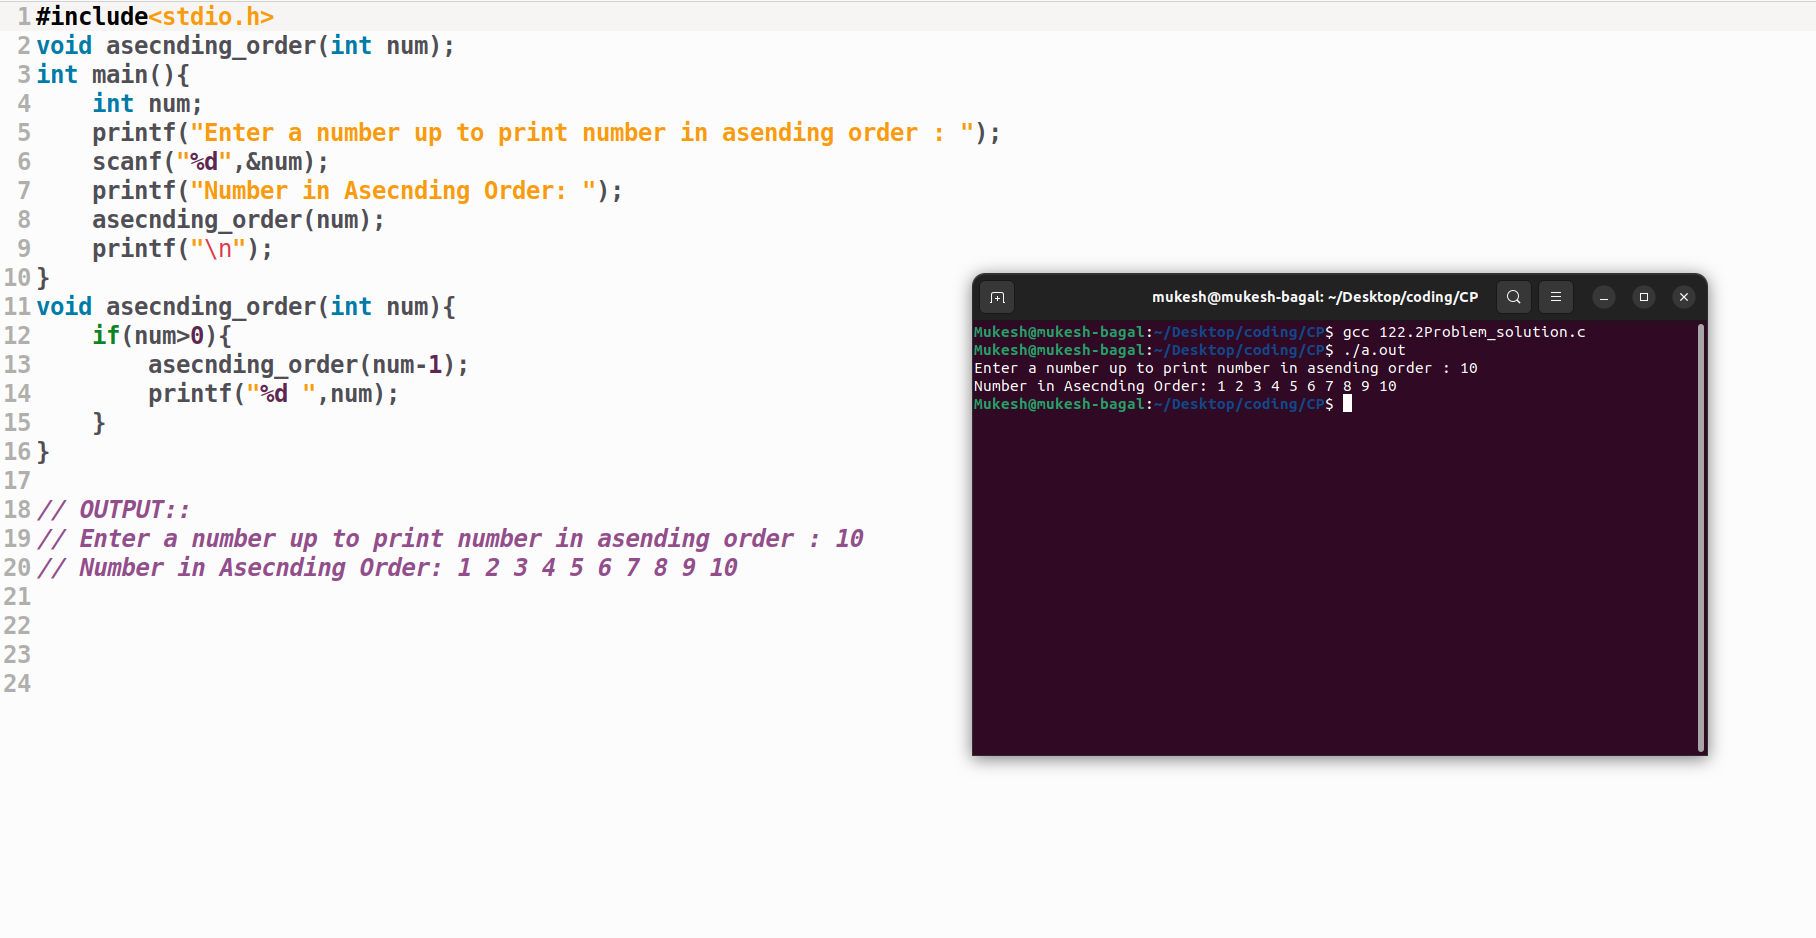 1 #include<stdio.h>
2 void asecnding_order(int num);
3 int main(){
4     int num;
5     printf("Enter a number up to print number in asending order : ");
6     scanf("%d",&num);
7     printf("Number in Asecnding Order: ");
8     asecnding_order(num);
9     printf("\n");
10 }
11 void asecnding_order(int num){
12     if(num>0){
13         asecnding_order(num-1);
14         printf("%d ",num);
15     }
16 }
17
18 // OUTPUT::
19 // Enter a number up to print number in asending order : 10
20 // Number in Asecnding Order: 1 2 3 4 5 6 7 8 9 10
21
22
23
24
mukesh@mukesh-bagal: ~/Desktop/coding/CP
Mukesh@mukesh-bagal:~/Desktop/coding/CP$ gcc 122.2Problem_solution.c
Mukesh@mukesh-bagal:~/Desktop/coding/CP$ ./a.out
Enter a number up to print number in asending order : 10
Number in Asecnding Order: 1 2 3 4 5 6 7 8 9 10
Mukesh@mukesh-bagal:~/Desktop/coding/CP$